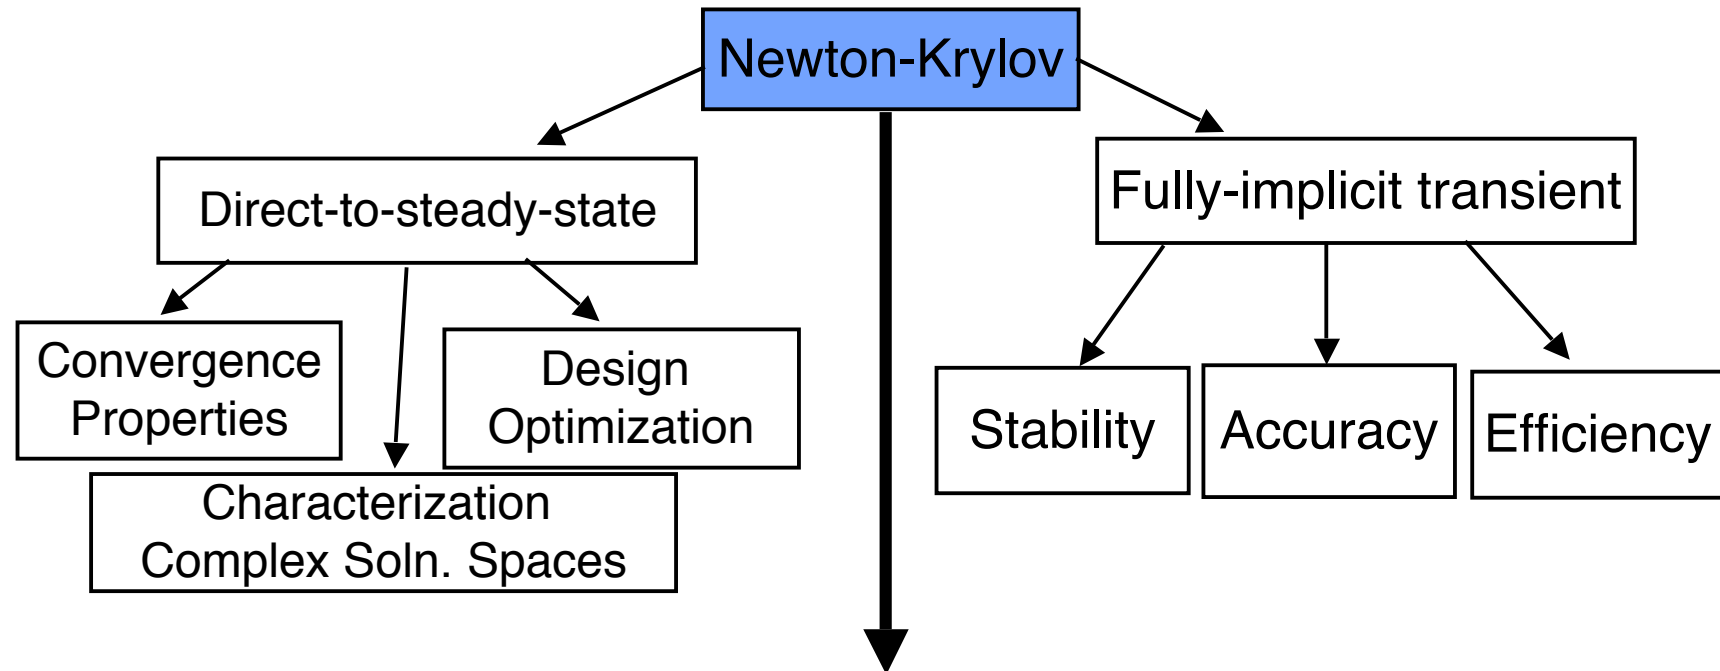 Newton-Krylov
Direct-to-steady-state
Fully-implicit transient
Convergence
Properties
Design
Optimization
Characterization
Complex Soln. Spaces
Stability
Accuracy
Efficiency